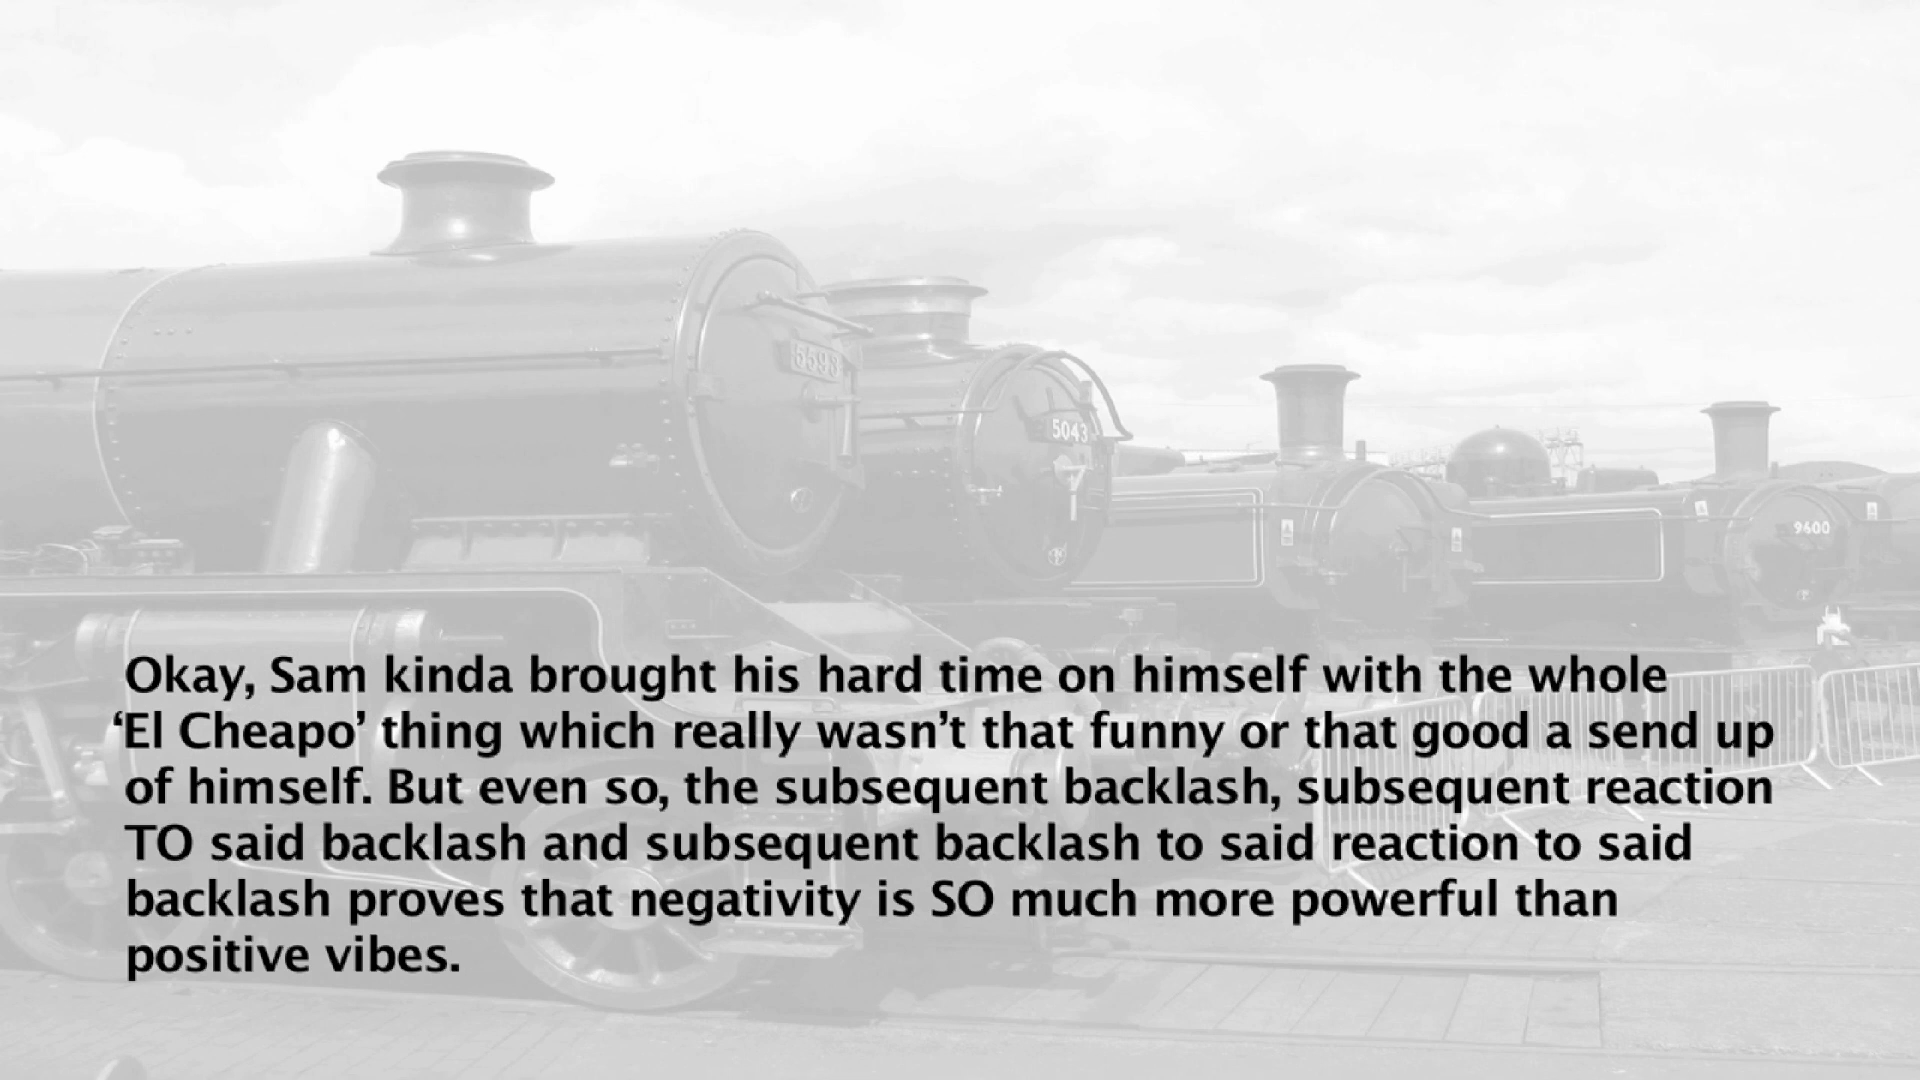 5593
5043
9600
Okay, Sam kinda brought his hard time on himself with the whole
‘El Cheapo’ thing which really wasn’t that funny or that good a send up
of himself. But even so, the subsequent backlash, subsequent reaction
TO said backlash and subsequent backlash to said reaction to said
backlash proves that negativity is SO much more powerful than
positive vibes.